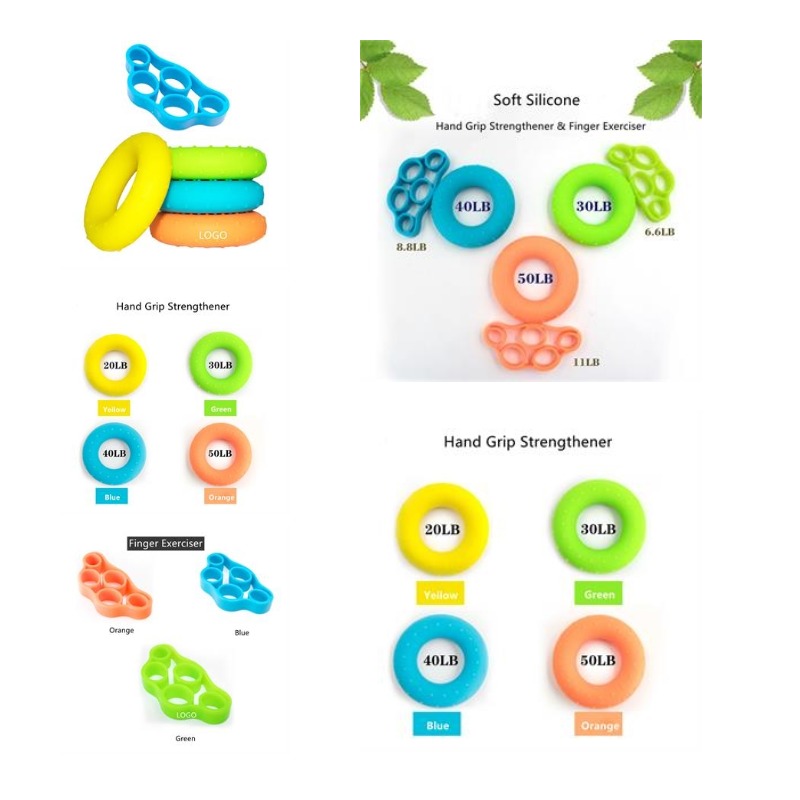 LOGO
Hand Grip Strengthener
20LB
30LB
Yellow
Green
40LB
50LB
Blue
Orange
Finger Exerciser
Orange
Blue
LOGO
Green
Soft Silicone
Hand Grip Strengthener & Finger Exerciser
40LB
30LB
8.8LB
6.6LB
50LB
11LB
Hand Grip Strengthener
20LB
30LB
Yellow
Green
40LB
50LB
Blue
Orange